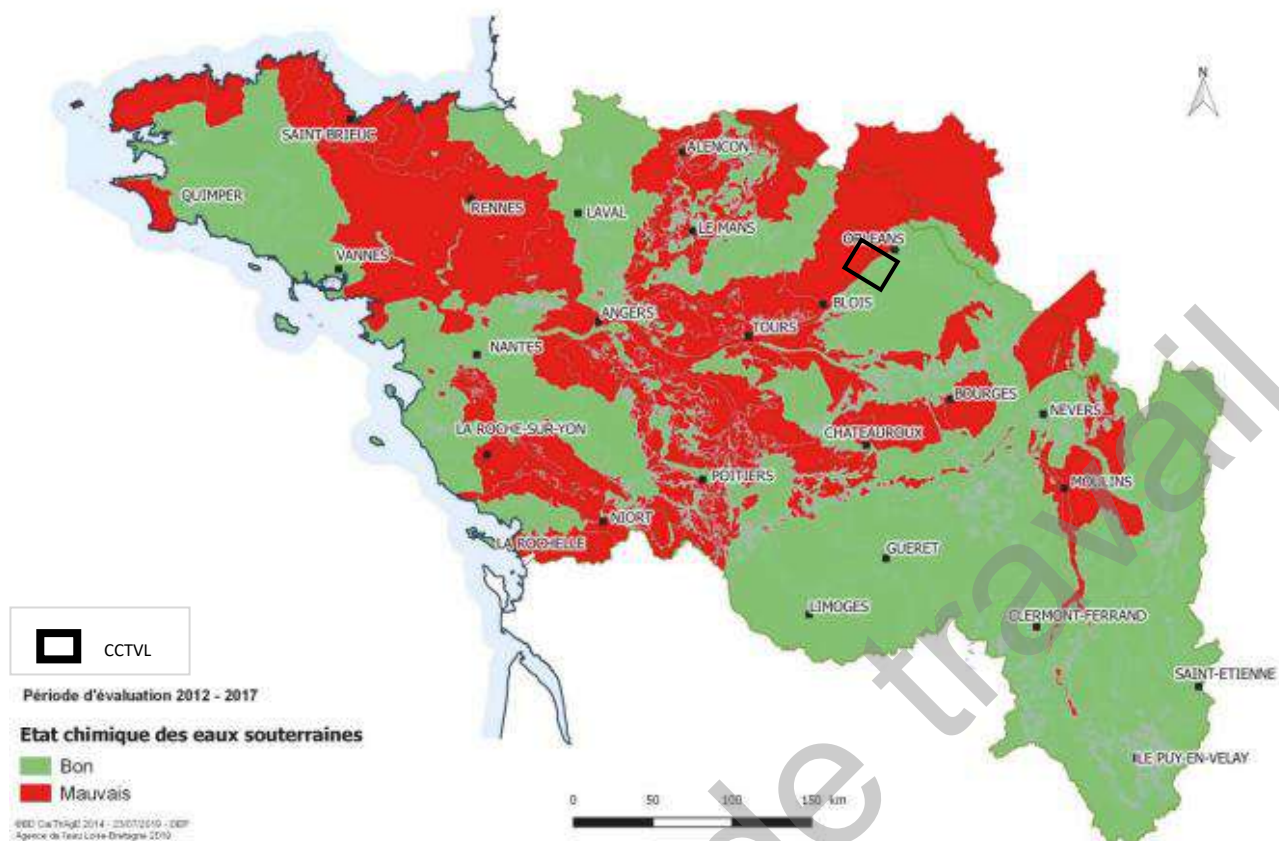 N
ALENCON
SAINT-BRIEUC
QUIMPER
RENNES
LAVAL
LE MANS
ORLEANS
VANNES
BLOIS
ANGERS
TOURS
NANTES
BOURGES
NEVERS
LA ROCHE-SUR-YON
CHATEAUROUX
POITIERS
MOULINS
NIORT
LA ROCHELLE
GUERET
LIMOGES
CLERMONT-FERRAND
SAINT-ETIENNE
LE PUY-EN-VELAY
CCTVL
Période d'évaluation 2012 - 2017
Etat chimique des eaux souterraines
Bon
Mauvais
0 50 100 150 km
Agence de l'eau Loire-Bretagne 2019
de travail